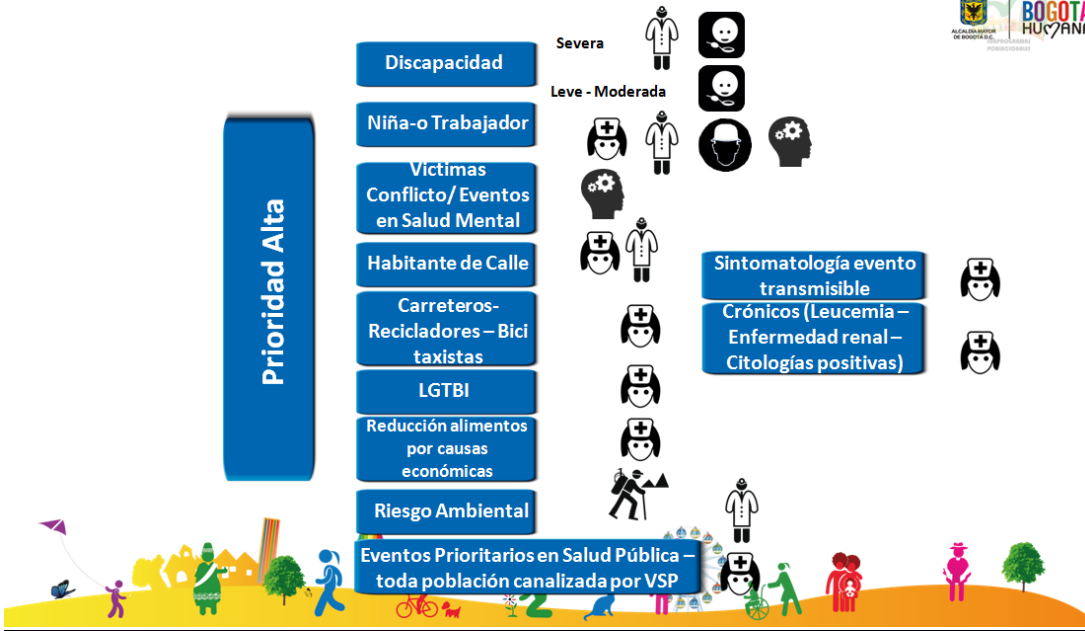 ALCALDÍA MAYOR
DE BOGOTÁ D.C.
BOGOTÁ
HUMANA
Discapacidad
Severa
Leve - Moderada
Niña-o Trabajador
Victimas
Conflicto/ Eventos
en Salud Mental
Habitante de Calle
Carreteros-
Recicladores – Bici
taxistas
LGTBI
Reducción alimentos
por causas
económicas
Riesgo Ambiental
Eventos Prioritarios en Salud Pública –
toda población canalizada por VSP
Prioridad Alta
Sintomatología evento
transmisible
Crónicos (Leucemia –
Enfermedad renal –
Citologías positivas)